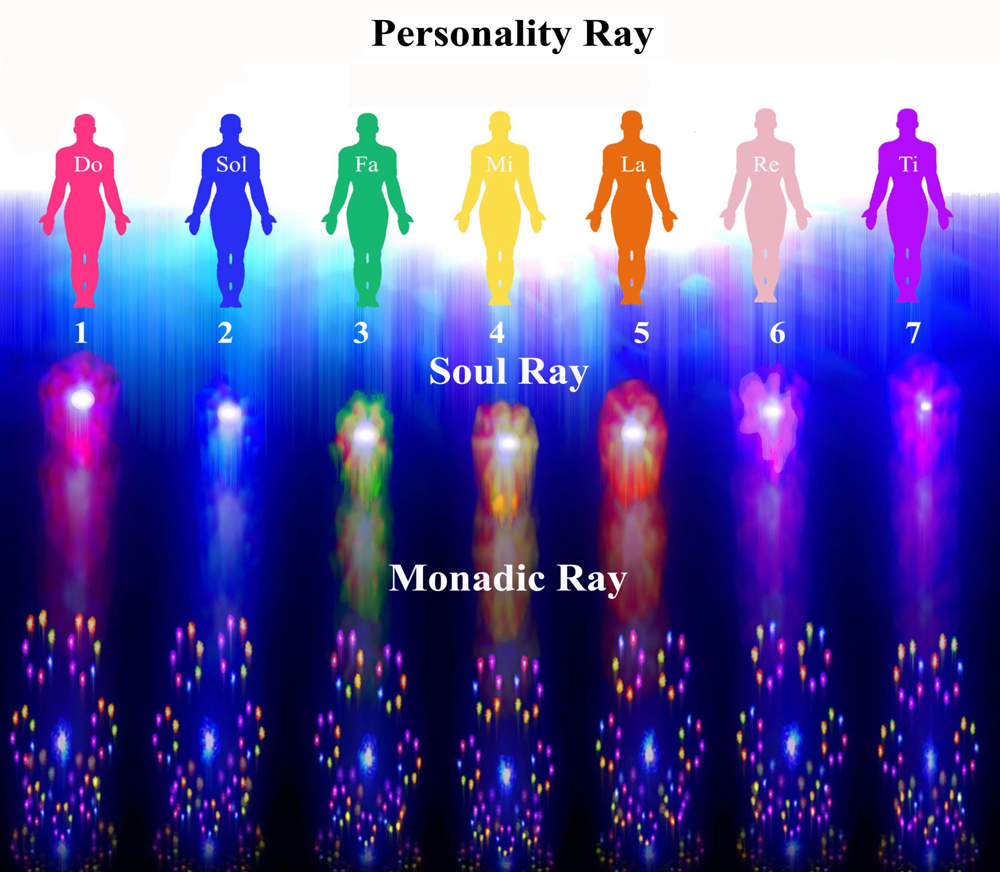 Personality Ray
Do Sol Fa Mi La Re Ti
1 2 3 4 5 6 7
Soul Ray
Monadic Ray